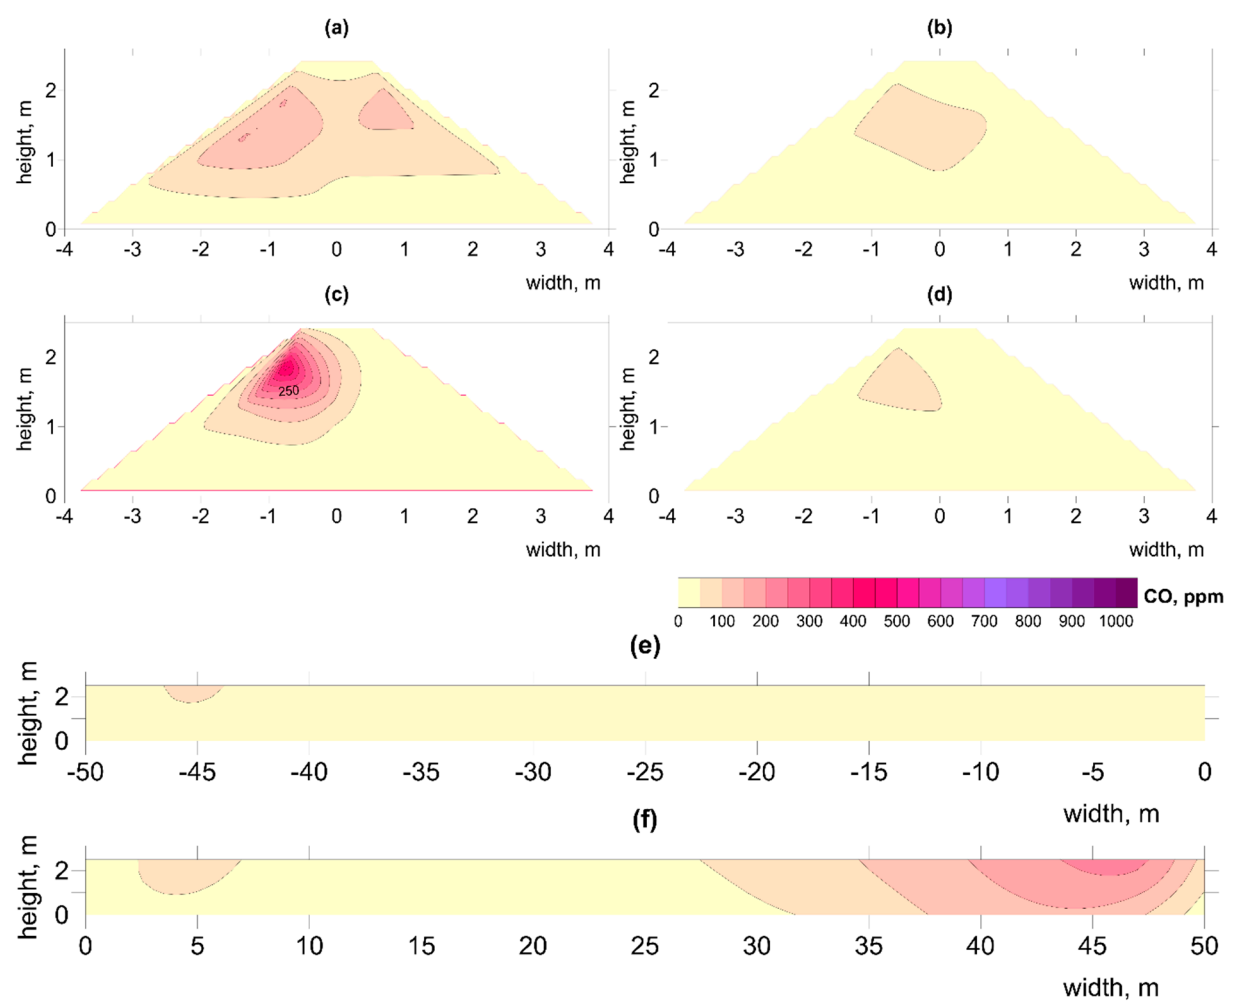 (a) (b)
height, m 2 1 0 height, m 2 1 0
-4 -3 -2 -1 0 1 2 3 4 -4 -3 -2 -1 0 1 2 3 4
width, m width, m
(c) (d)
height, m 2 1 0 250 height, m 2 1 0
-4 -3 -2 -1 0 1 2 3 4 -4 -3 -2 -1 0 1 2 3 4
width, m width, m
CO, ppm
0 100 200 300 400 500 600 700 800 900 1000
(e)
height, m 2 0
-50 -45 -40 -35 -30 -25 -20 -15 -10 -5 0
width, m
(f)
height, m 2 0
0 5 10 15 20 25 30 35 40 45 50
width, m